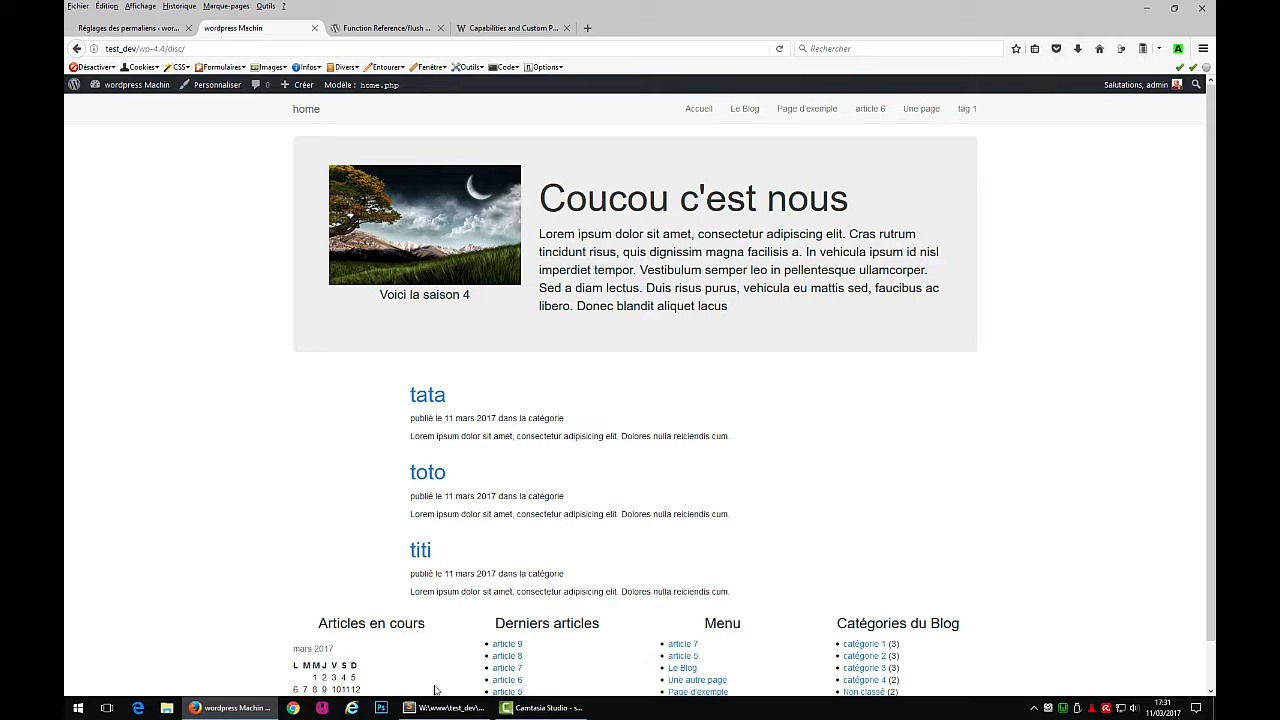 Fichier Édition Affichage Historique Marque-pages Outils ?
Réglages des permaliens ‹ wor... wordpress Machin Function Reference/flush ... Capabilities and Custom P...
test_dev/wp-4.4/disc/ Rechercher
Désactiver Cookies CSS Formulaires Images Infos Divers Entourer Fenêtre Outils Code Options
wordpress Machin Personnaliser 0 Créer Modèle : home.php Salutations, admin
home Accueil Le Blog Page d'exemple article 6 Une page tag 1
Coucou c'est nous
Lorem ipsum dolor sit amet, consectetur adipiscing elit. Cras rutrum
tincidunt risus, quis dignissim magna facilisis a. In vehicula ipsum id nisl
imperdiet tempor. Vestibulum semper leo in pellentesque ullamcorper.
Sed a diam lectus. Duis risus purus, vehicula eu mattis sed, faucibus ac
libero. Donec blandit aliquet lacus
Voici la saison 4
tata
publié le 11 mars 2017 dans la catégorie
Lorem ipsum dolor sit amet, consectetur adipisicing elit. Dolores nulla reiciendis cum.
toto
publié le 11 mars 2017 dans la catégorie
Lorem ipsum dolor sit amet, consectetur adipisicing elit. Dolores nulla reiciendis cum.
titi
publié le 11 mars 2017 dans la catégorie
Lorem ipsum dolor sit amet, consectetur adipisicing elit. Dolores nulla reiciendis cum.
Articles en cours
mars 2017
L M M J V S D
1 2 3 4 5
6 7 8 9 10 11 12
Derniers articles
article 9
article 8
article 7
article 6
article 5
Menu
article 7
article 5
Le Blog
Une autre page
Page d'exemple
Catégories du Blog
catégorie 1 (3)
catégorie 2 (3)
catégorie 3 (3)
catégorie 4 (2)
Non classé (2)
wordpress Machin ... W:\www\test_dev\... Camtasia Studio - s...
17:31
11/03/2017